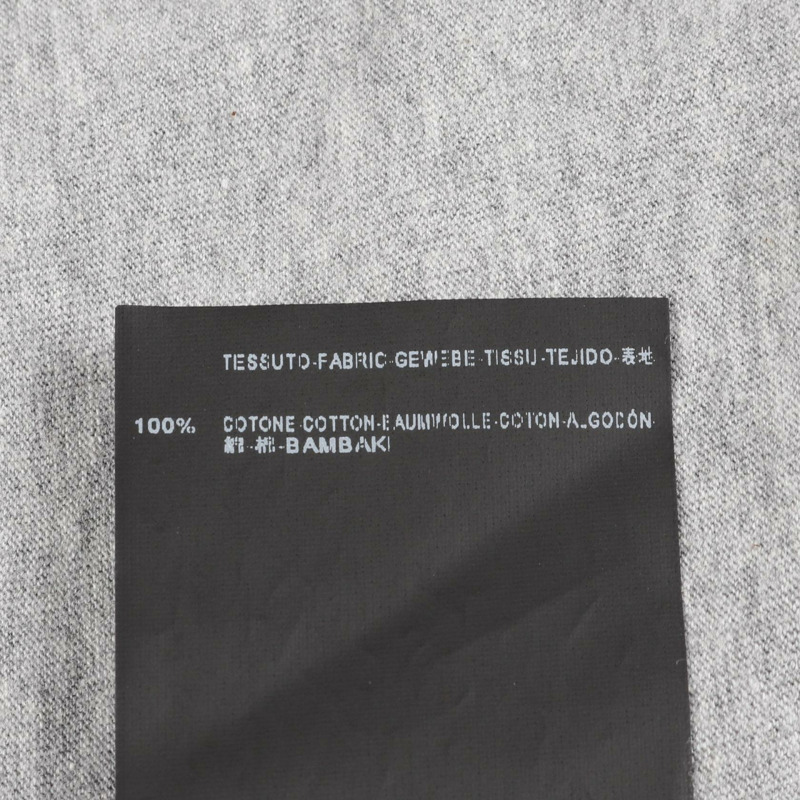 TESSUTO-FABRIC-GEWEBE-TISSU-TEJIDO-表地
100% COTONE-COTTON-BAUMWOLLE-COTON-ALGODÓN-
綿-棉-BAMBAKI